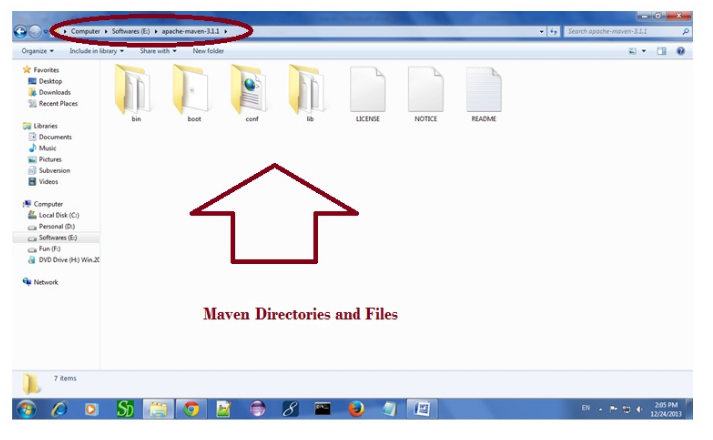 Computer ▸ Softwares (E:) ▸ apache-maven-3.1.1 ▸
Search apache-maven-3.1.1
Organize ▾ Include in library ▾ Share with ▾ New folder
Favorites
Desktop
Downloads
Recent Places
Libraries
Documents
Music
Pictures
Subversion
Videos
Computer
Local Disk (C:)
Personal (D:)
Softwares (E:)
Fun (F:)
DVD Drive (H:) Win.20
Network
bin boot conf lib LICENSE NOTICE README
Maven Directories and Files
7 items
EN
2:05 PM
12/24/2013